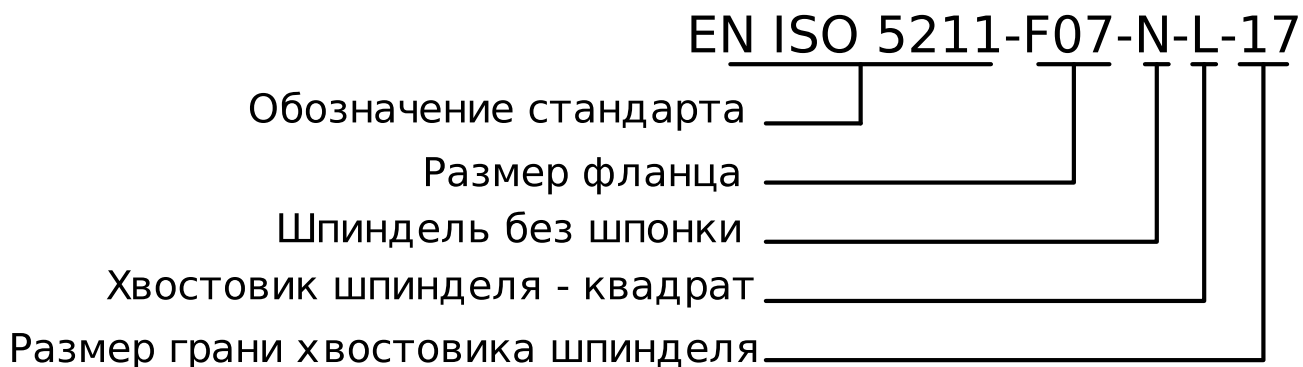 EN ISO 5211-F07-N-L-17
Обозначение стандарта
Размер фланца
Шпиндель без шпонки
Хвостовик шпинделя - квадрат
Размер грани хвостовика шпинделя